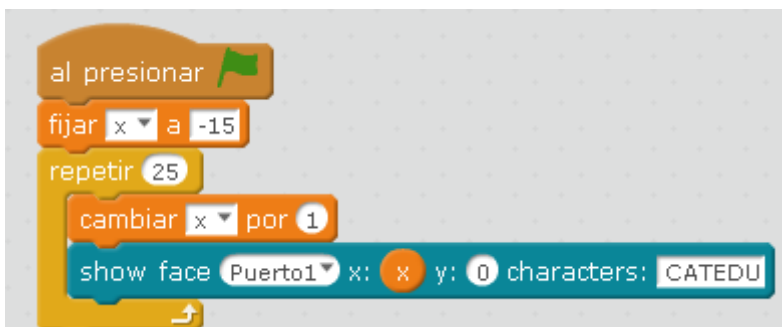 al presionar
fijar x a -15
repetir 25
cambiar x por 1
show face Puerto1 x: x y: 0 characters: CATEDU